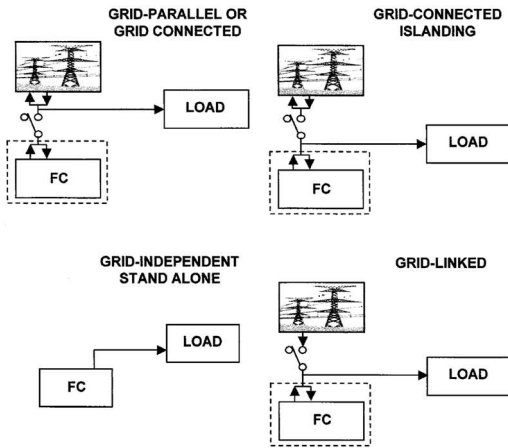 GRID-PARALLEL OR
GRID CONNECTED
LOAD
FC
GRID-CONNECTED
ISLANDING
LOAD
FC
GRID-INDEPENDENT
STAND ALONE
LOAD
FC
GRID-LINKED
LOAD
FC